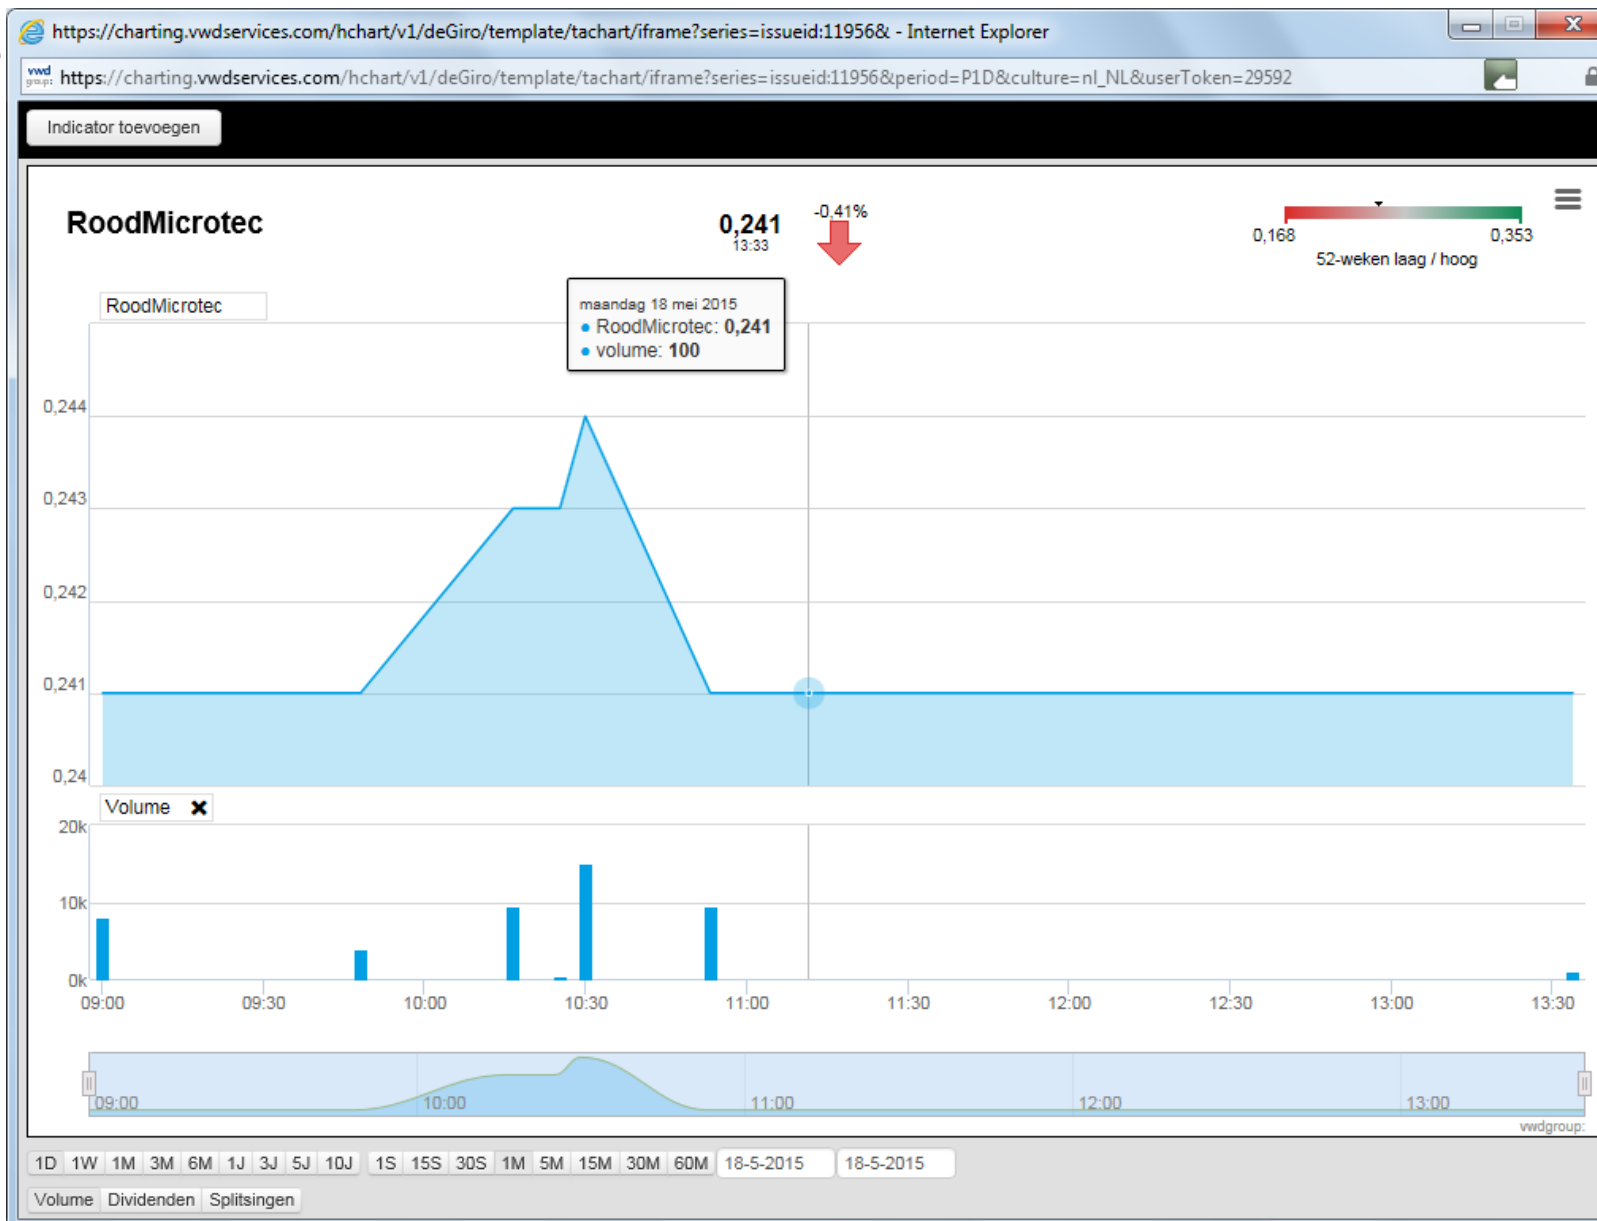 https://charting.vwdservices.com/hchart/v1/deGiro/template/tachart/iframe?series=issueid:11956& - Internet Explorer
vwd group: https://charting.vwdservices.com/hchart/v1/deGiro/template/tachart/iframe?series=issueid:11956&period=P1D&culture=nl_NL&userToken=29592
Indicator toevoegen
RoodMicrotec 0,241 -0,41%
13:33
0,168 0,353
52-weken laag / hoog
RoodMicrotec
maandag 18 mei 2015
RoodMicrotec: 0,241
volume: 100
0,244
0,243
0,242
0,241
0,24
Volume
20k
10k
0k
09:00 09:30 10:00 10:30 11:00 11:30 12:00 12:30 13:00 13:30
09:00 10:00 11:00 12:00 13:00
vwdgroup:
1D 1W 1M 3M 6M 1J 3J 5J 10J 1S 15S 30S 1M 5M 15M 30M 60M 18-5-2015 18-5-2015
Volume Dividenden Splitsingen